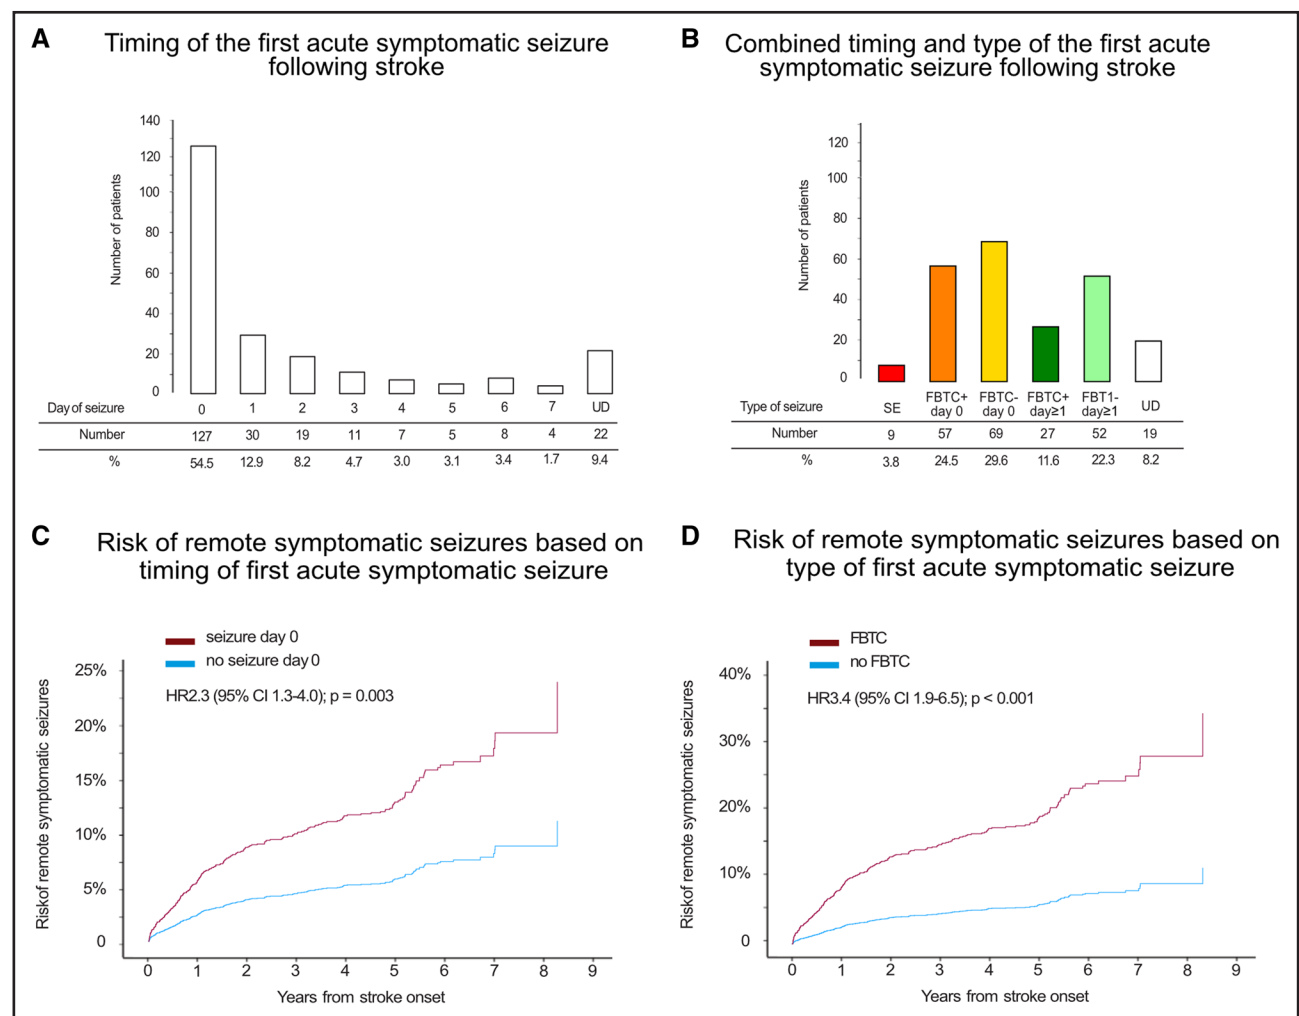 A
Timing of the first acute symptomatic seizure
following stroke
Number of patients
140
120
100
80
60
40
20
0
Day of seizure 0 1 2 3 4 5 6 7 UD
Number 127 30 19 11 7 5 8 4 22
% 54.5 12.9 8.2 4.7 3.0 3.1 3.4 1.7 9.4
B
Combined timing and type of the first acute
symptomatic seizure following stroke
Number of patients
120
100
80
60
40
20
0
Type of seizure SE FBTC+ day 0 FBTC- day 0 FBTC+ day≥1 FBT1- day≥1 UD
Number 9 57 69 27 52 19
% 3.8 24.5 29.6 11.6 22.3 8.2
C
Risk of remote symptomatic seizures based on
timing of first acute symptomatic seizure
seizure day 0
no seizure day 0
HR2.3 (95% CI 1.3-4.0); p = 0.003
Riskof remote symptomatic seizures
25%
20%
15%
10%
5%
0
0 1 2 3 4 5 6 7 8 9
Years from stroke onset
D
Risk of remote symptomatic seizures based on
type of first acute symptomatic seizure
FBTC
no FBTC
HR3.4 (95% CI 1.9-6.5); p < 0.001
Riskof remote symptomatic seizures
40%
30%
20%
10%
0
0 1 2 3 4 5 6 7 8 9
Years from stroke onset